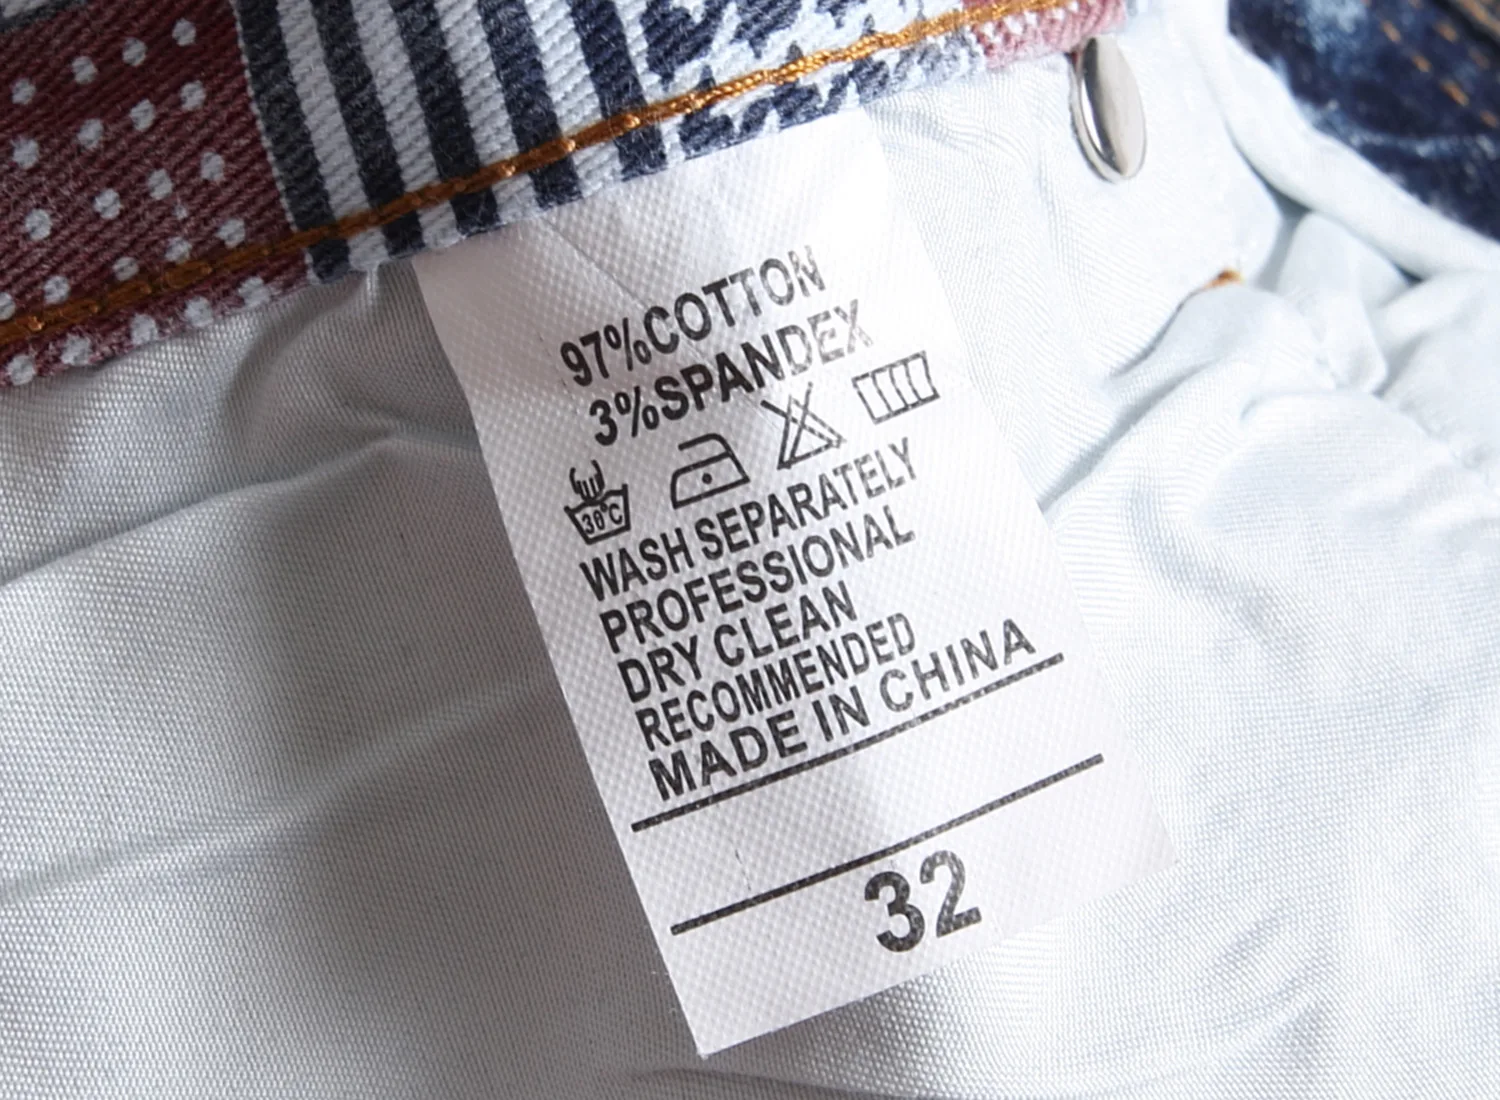 97%COTTON
3%SPANDEX
30°C
WASH SEPARATELY
PROFESSIONAL
DRY CLEAN
RECOMMENDED
MADE IN CHINA
32